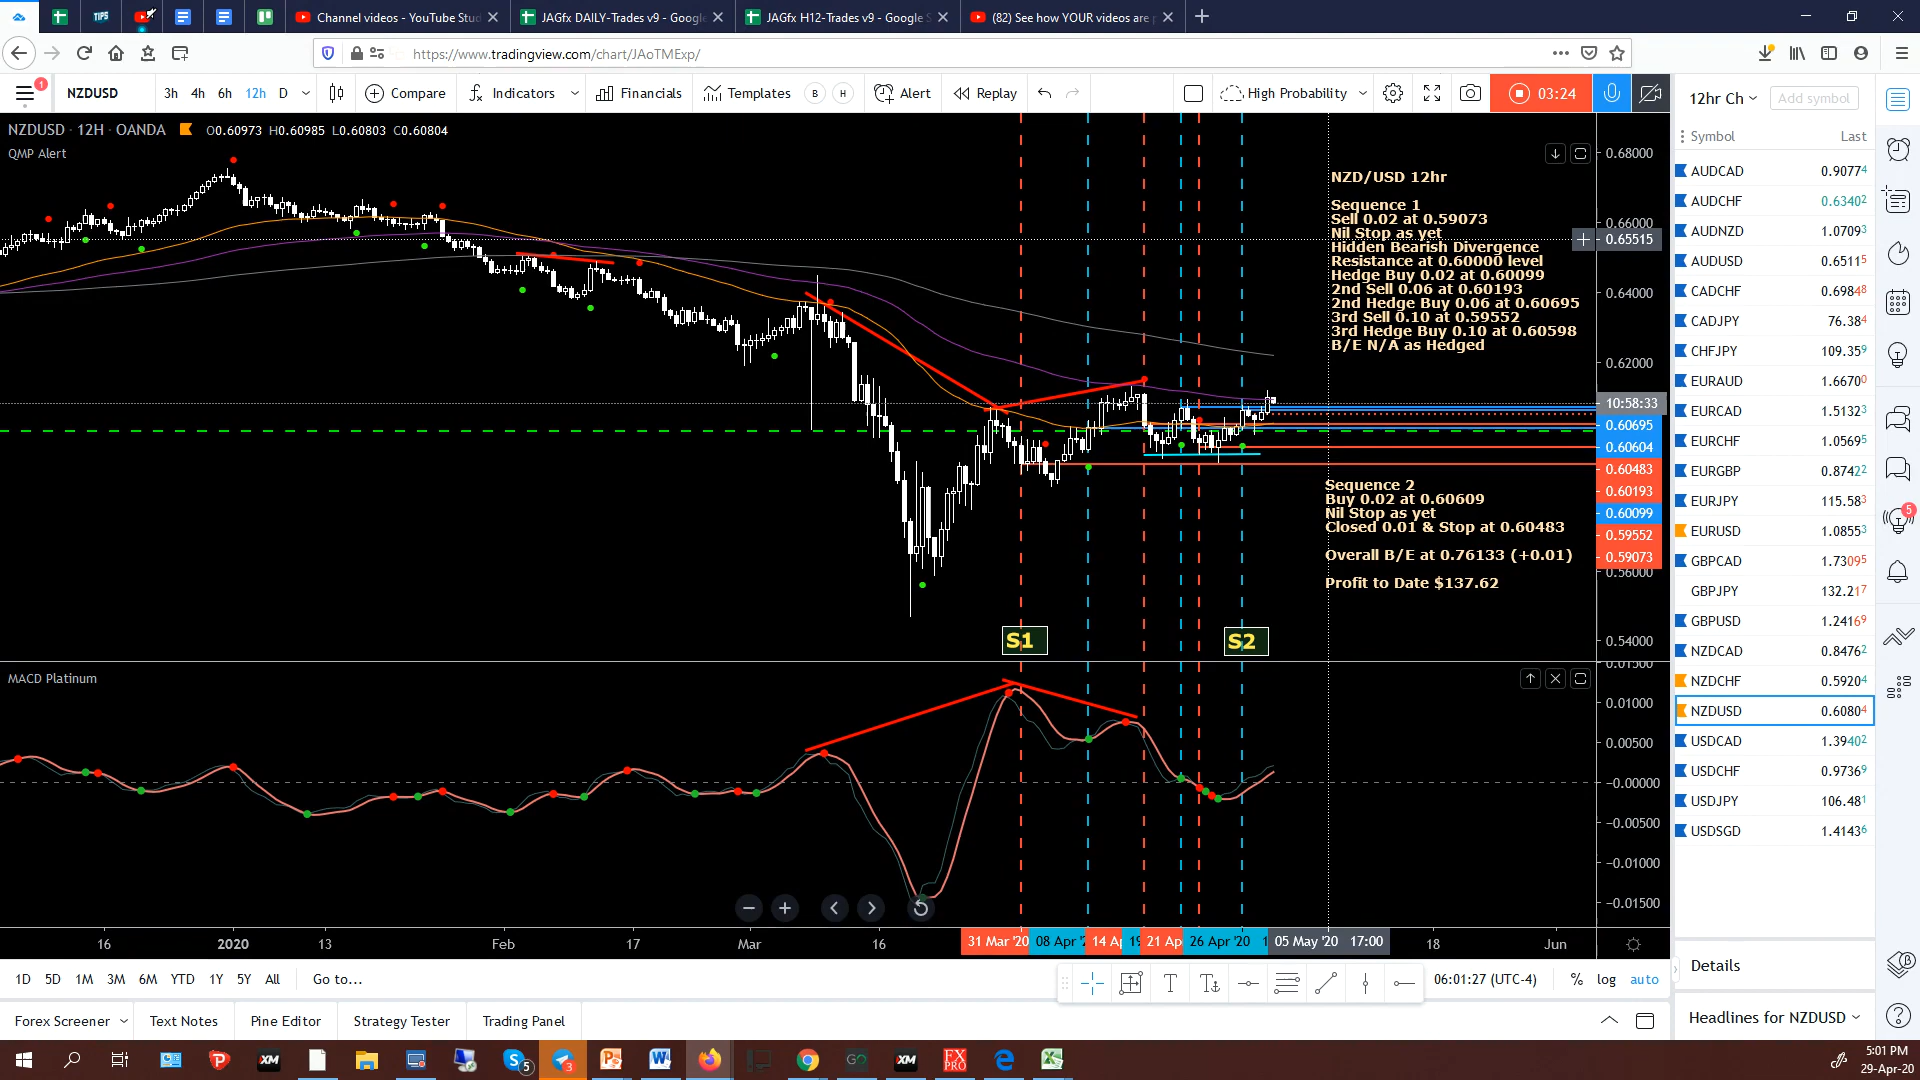 TIPS
Channel videos - YouTube Stud
JAGfx DAILY-Trades v9 - Google
JAGfx H12-Trades v9 - Google S
(82) See how YOUR videos are p
https://www.tradingview.com/chart/JAoTMExp/
1
NZDUSD
3h 4h 6h 12h D
Compare
Indicators
Financials
Templates
B H
Alert
Replay
High Probability
03:24
12hr Ch
Add symbol
NZDUSD · 12H · OANDA
O0.60973 H0.60985 L0.60803 C0.60804
QMP Alert
NZD/USD 12hr
Sequence 1
Sell 0.02 at 0.59073
Nil Stop as yet
Hidden Bearish Divergence
Resistance at 0.60000 level
Hedge Buy 0.02 at 0.60099
2nd Sell 0.06 at 0.60193
2nd Hedge Buy 0.06 at 0.60695
3rd Sell 0.10 at 0.59552
3rd Hedge Buy 0.10 at 0.60598
B/E N/A as Hedged
Sequence 2
Buy 0.02 at 0.60609
Nil Stop as yet
Closed 0.01 & Stop at 0.60483
Overall B/E at 0.76133 (+0.01)
Profit to Date $137.62
S1
S2
0.68000
0.66000
0.65515
0.64000
0.62000
10:58:33
0.60695
0.60604
0.60483
0.60193
0.60099
0.59552
0.59073
0.56000
0.54000
MACD Platinum
0.01500
0.01000
0.00500
-0.00000
-0.00500
-0.01000
-0.01500
16 2020 13 Feb 17 Mar 16
31 Mar '20 08 Apr ' 14 Ap 19 21 Apr 26 Apr '20 1 05 May '20 17:00 18 Jun
1D 5D 1M 3M 6M YTD 1Y 5Y All Go to...
06:01:27 (UTC-4) % log auto
Forex Screener
Text Notes
Pine Editor
Strategy Tester
Trading Panel
Symbol Last
AUDCAD 0.90774
AUDCHF 0.63402
AUDNZD 1.07093
AUDUSD 0.65115
CADCHF 0.69848
CADJPY 76.384
CHFJPY 109.359
EURAUD 1.66700
EURCAD 1.51323
EURCHF 1.05695
EURGBP 0.87422
EURJPY 115.583
EURUSD 1.08553
GBPCAD 1.73095
GBPJPY 132.217
GBPUSD 1.24169
NZDCAD 0.84762
NZDCHF 0.59204
NZDUSD 0.60804
USDCAD 1.39402
USDCHF 0.97369
USDJPY 106.481
USDSGD 1.41436
5
Details
Headlines for NZDUSD
XM
5
3
GO
XM
FX PRO
5:01 PM
29-Apr-20